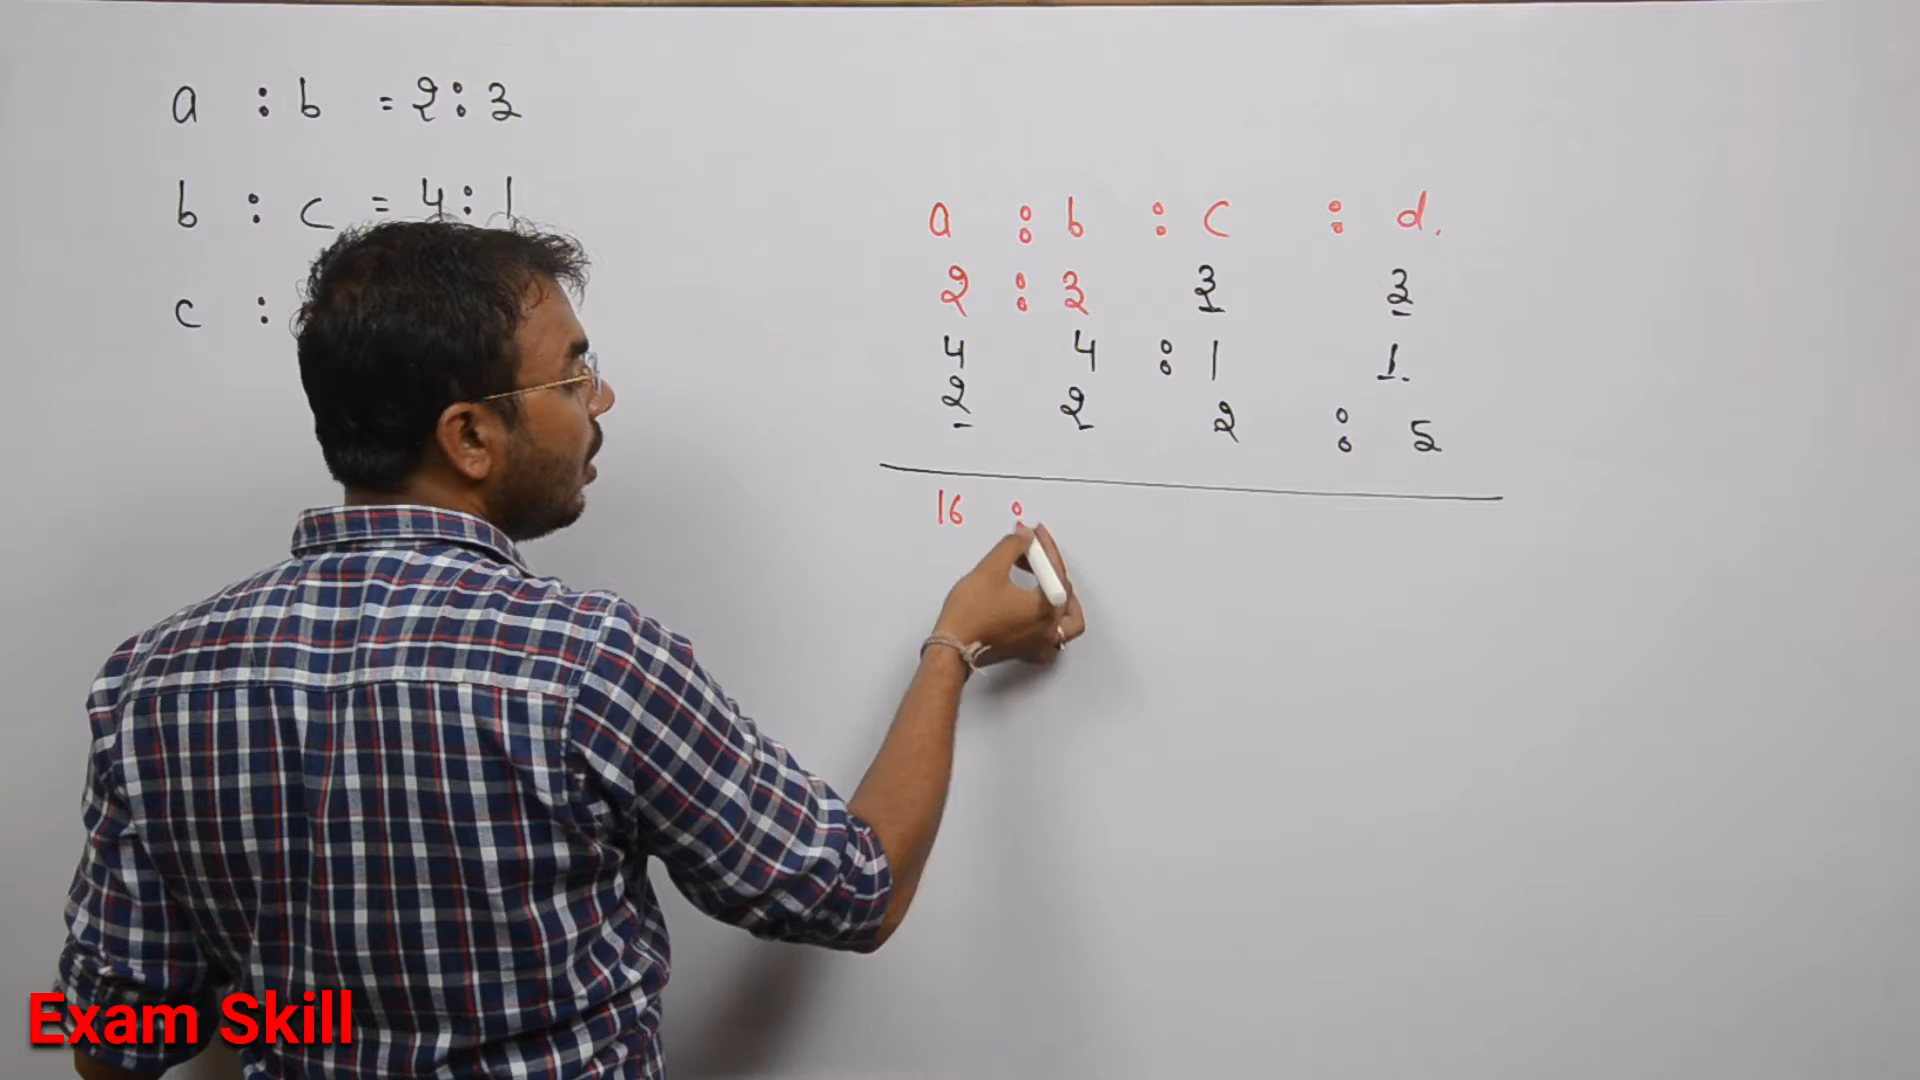 a : b = 2 : 3
b : c = 4 : 1
c :
a : b : c : d.
2 : 3 3 3
4 4 : 1 1.
2 2 2 : 5
16 :
Exam Skill